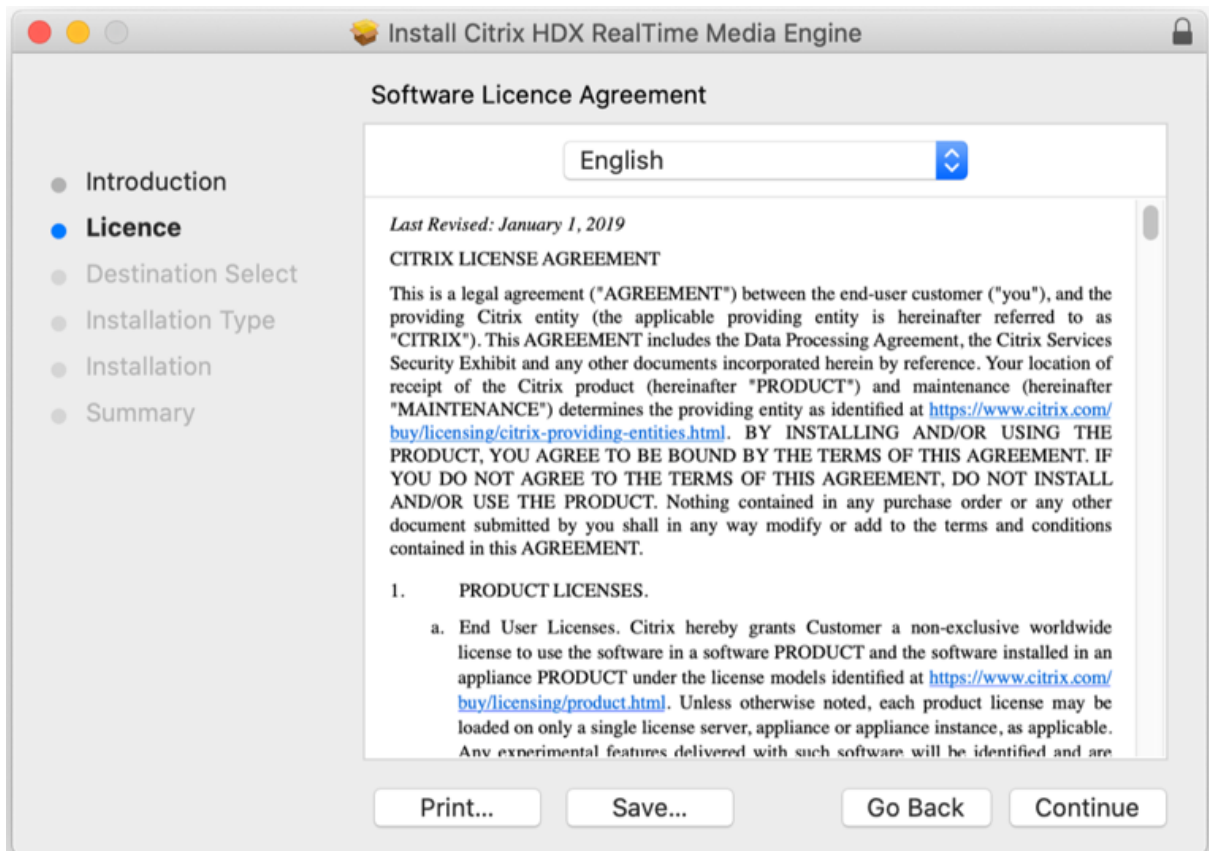 Install Citrix HDX RealTime Media Engine
Software Licence Agreement
Introduction
Licence
Destination Select
Installation Type
Installation
Summary
English
Last Revised: January 1, 2019
CITRIX LICENSE AGREEMENT
This is a legal agreement ("AGREEMENT") between the end-user customer ("you"), and the
providing Citrix entity (the applicable providing entity is hereinafter referred to as
"CITRIX"). This AGREEMENT includes the Data Processing Agreement, the Citrix Services
Security Exhibit and any other documents incorporated herein by reference. Your location of
receipt of the Citrix product (hereinafter "PRODUCT") and maintenance (hereinafter
"MAINTENANCE") determines the providing entity as identified at https://www.citrix.com/
buy/licensing/citrix-providing-entities.html. BY INSTALLING AND/OR USING THE
PRODUCT, YOU AGREE TO BE BOUND BY THE TERMS OF THIS AGREEMENT. IF
YOU DO NOT AGREE TO THE TERMS OF THIS AGREEMENT, DO NOT INSTALL
AND/OR USE THE PRODUCT. Nothing contained in any purchase order or any other
document submitted by you shall in any way modify or add to the terms and conditions
contained in this AGREEMENT.
1. PRODUCT LICENSES.
a. End User Licenses. Citrix hereby grants Customer a non-exclusive worldwide
license to use the software in a software PRODUCT and the software installed in an
appliance PRODUCT under the license models identified at https://www.citrix.com/
buy/licensing/product.html. Unless otherwise noted, each product license may be
loaded on only a single license server, appliance or appliance instance, as applicable.
Any experimental features delivered with such software will be identified and are
Print...
Save...
Go Back
Continue